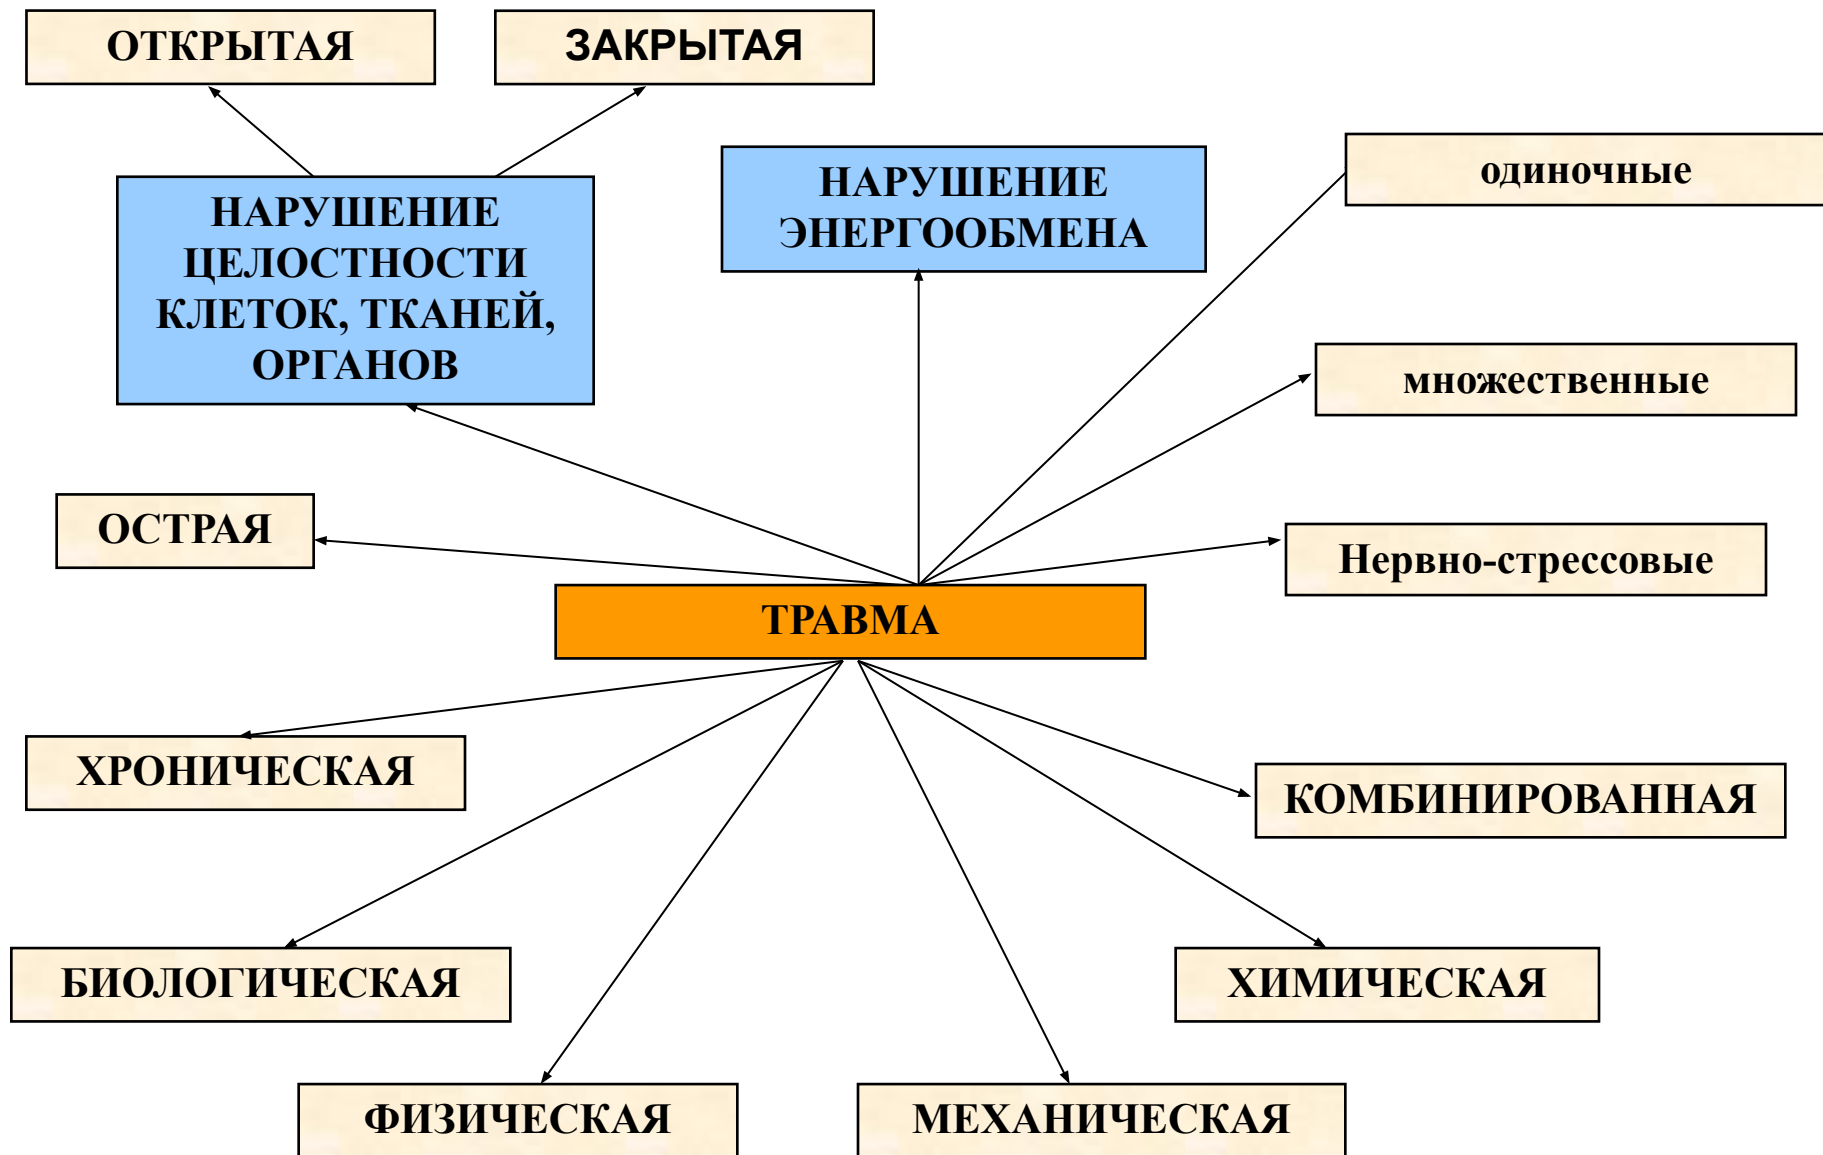 ОТКРЫТАЯ
ЗАКРЫТАЯ
НАРУШЕНИЕ
ЦЕЛОСТНОСТИ
КЛЕТОК, ТКАНЕЙ,
ОРГАНОВ
НАРУШЕНИЕ
ЭНЕРГООБМЕНА
одиночные
множественные
ОСТРАЯ
Нервно-стрессовые
ТРАВМА
ХРОНИЧЕСКАЯ
КОМБИНИРОВАННАЯ
БИОЛОГИЧЕСКАЯ
ХИМИЧЕСКАЯ
ФИЗИЧЕСКАЯ
МЕХАНИЧЕСКАЯ